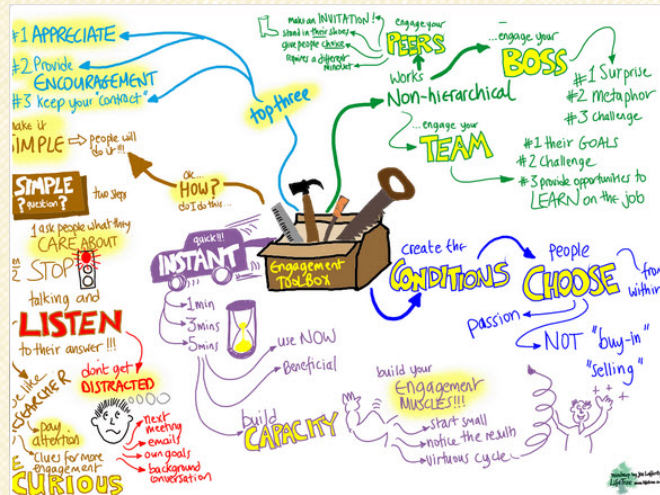 #1 APPRECIATE
#2 Provide
ENCOURAGEMENT
#3 keep your "contract"
top three
make an INVITATION!
stand in their shoes
give people choice
requires a different
mindset
engage your
PEERS
works
Non-hierarchical
...engage your
BOSS
#1 Surprise
#2 Metaphor
#3 Challenge
...engage your
TEAM
#1 their GOALS
#2 Challenge
#3 provide opportunities to
LEARN on the job
make it
SIMPLE
people will
do it!!!
OK...
HOW?
do I do this...
SIMPLE
? question ?
two steps
1 ask people what they
CARE ABOUT
2 STOP
talking and
LISTEN
to their answer !!!
don't get
DISTRACTED
next
meeting
emails
own goals
background
conversation
pay
attention
Clues for more
engagement
CURIOUS
quick!!!
INSTANT
1 min
3 mins
5 mins
use NOW
Beneficial
build
CAPACITY
build your
Engagement
MUSCLES!!!
start small
notice the result
virtuous cycle
Engagement
TOOLBOX
create the
CONDITIONS
people
CHOOSE
from
within
passion
NOT "buy-in"
"selling"